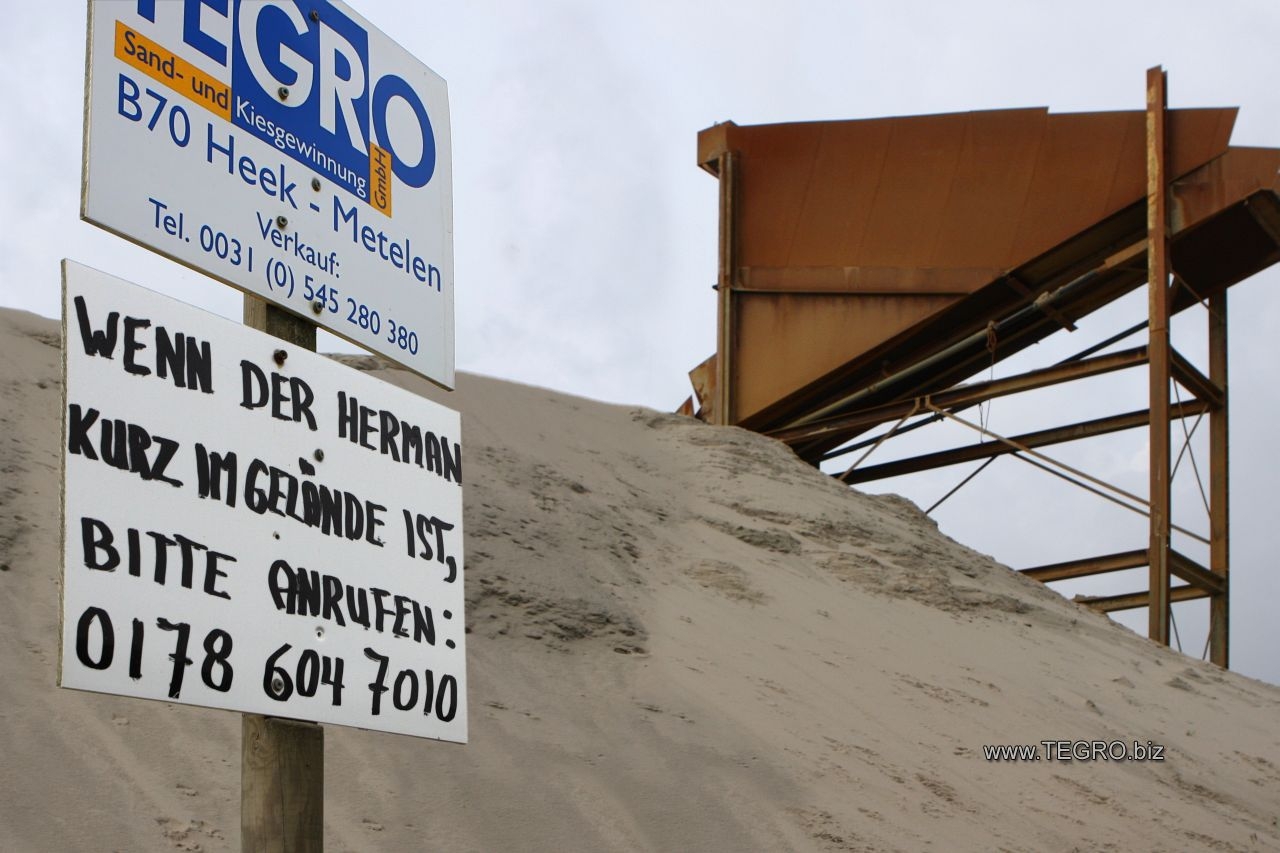 TEGRO
Sand- und Kiesgewinnung GmbH
B70 Heek - Metelen
Verkauf:
Tel. 0031 (0) 545 280 380
WENN DER HERMAN
KURZ IM GELÄNDE IST,
BITTE ANRUFEN:
0178 604 7010
www.TEGRO.biz